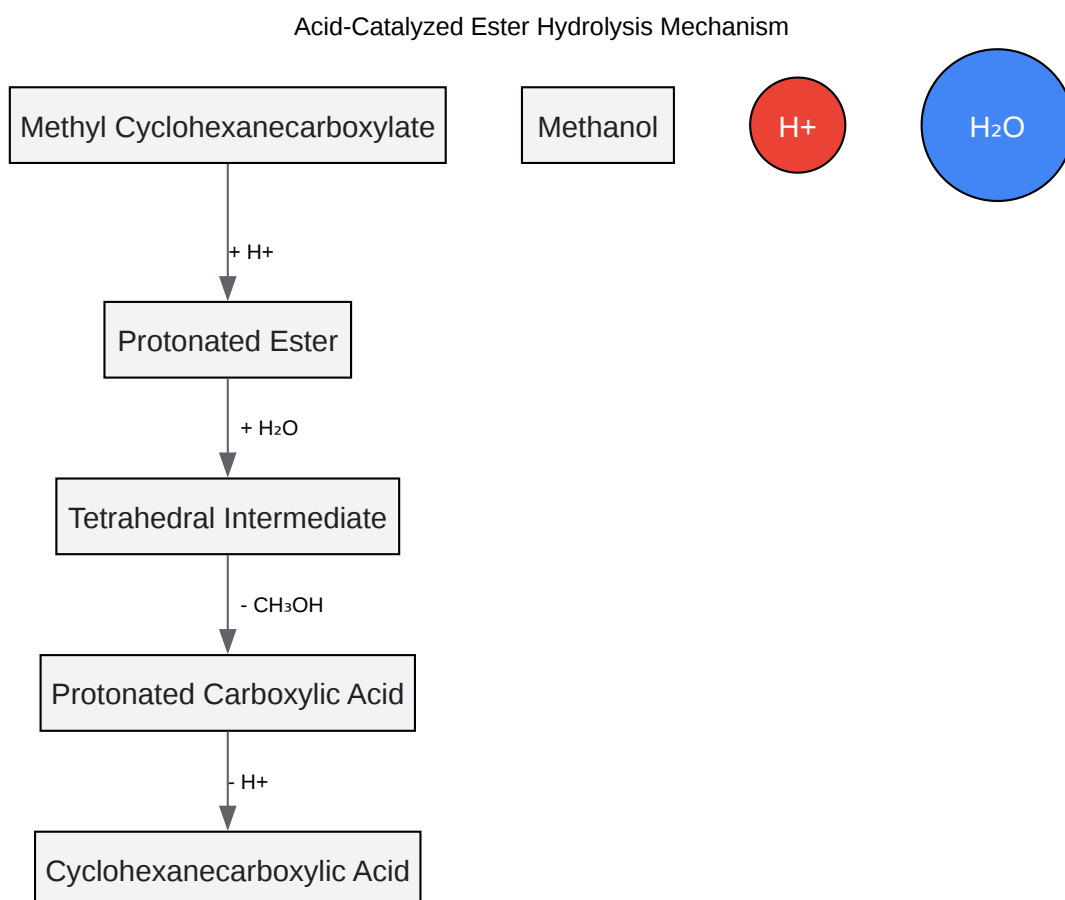 Acid-Catalyzed Ester Hydrolysis Mechanism
Methyl Cyclohexanecarboxylate
Methanol
H+
H₂O
+ H+
Protonated Ester
+ H₂O
Tetrahedral Intermediate
- CH₃OH
Protonated Carboxylic Acid
- H+
Cyclohexanecarboxylic Acid